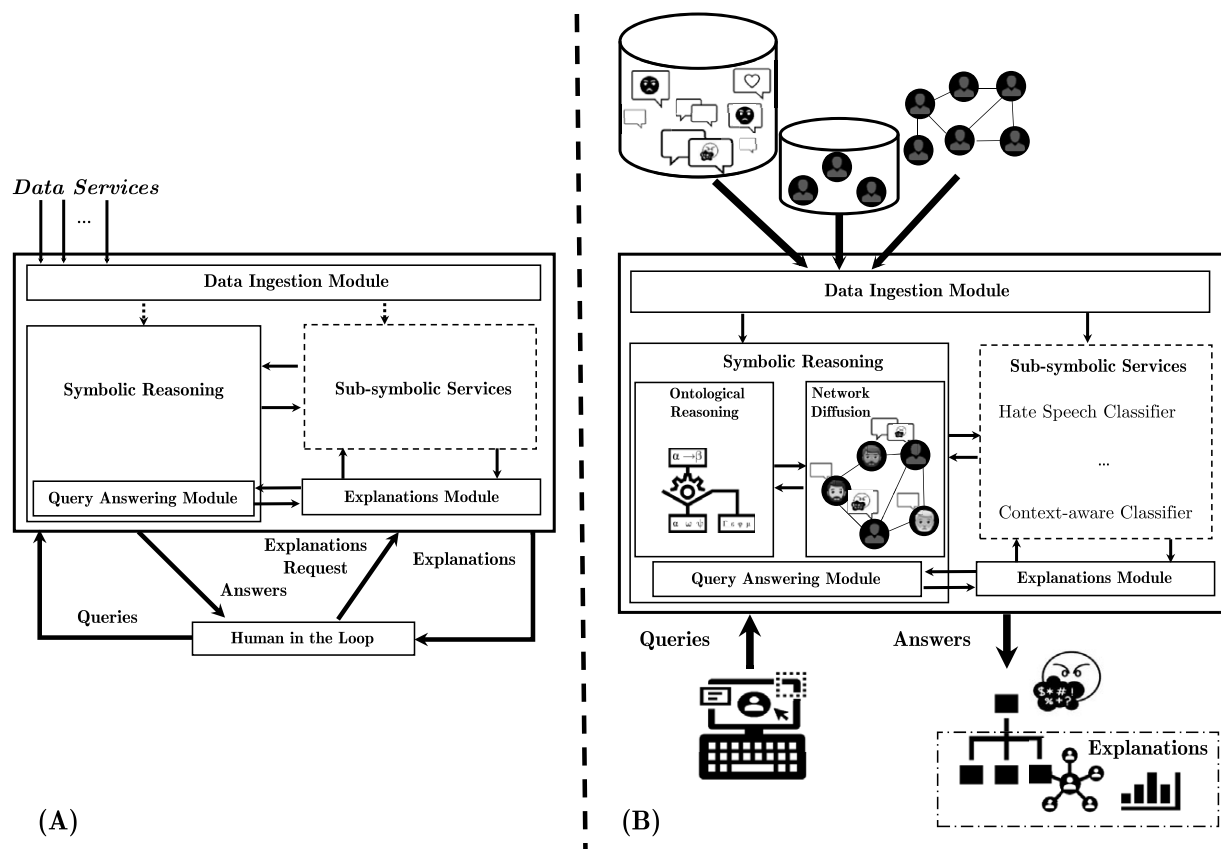 Data Services
...
Data Ingestion Module
Symbolic Reasoning
Sub-symbolic Services
Query Answering Module
Explanations Module
Explanations
Request
Explanations
Answers
Queries
Human in the Loop
(A)
Data Ingestion Module
Symbolic Reasoning
Ontological
Reasoning
α→β
α ω ψ
Network
Diffusion
Sub-symbolic Services
Hate Speech Classifier
...
Context-aware Classifier
Query Answering Module
Explanations Module
Queries
Answers
$*#!
%+?
Explanations
(B)